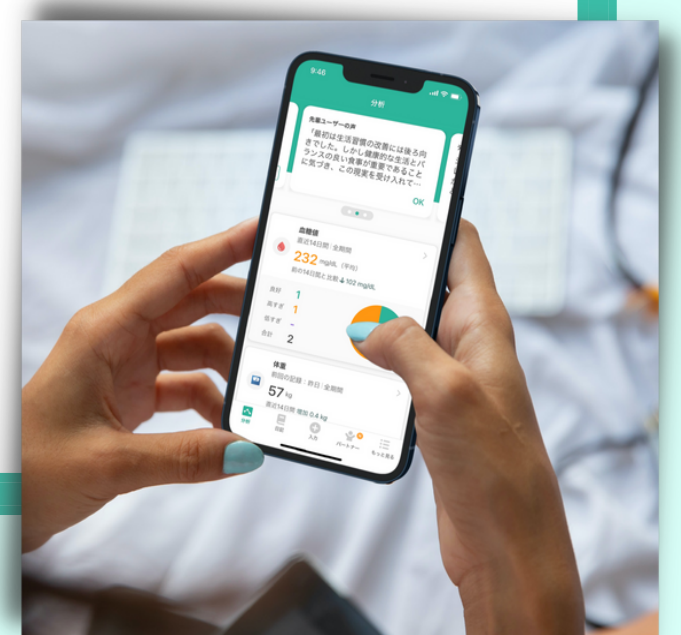 9:46
分析
先輩ユーザーの声
「最初は生活習慣の改善には後ろ向
きでした。しかし健康的な生活とバ
ランスの良い食事が重要であること
に気づき、この現実を受け入れて…
OK
血糖値
直近14日間:全期間
232 mg/dL (平均)
前の14日間と比較 ↓102 mg/dL
良好 1
高すぎ 1
低すぎ -
合計 2
体重
前回の記録:昨日:全期間
57 kg
直近14日間 増加 0.4 kg
分析
日記
入力
パートナー
もっと見る